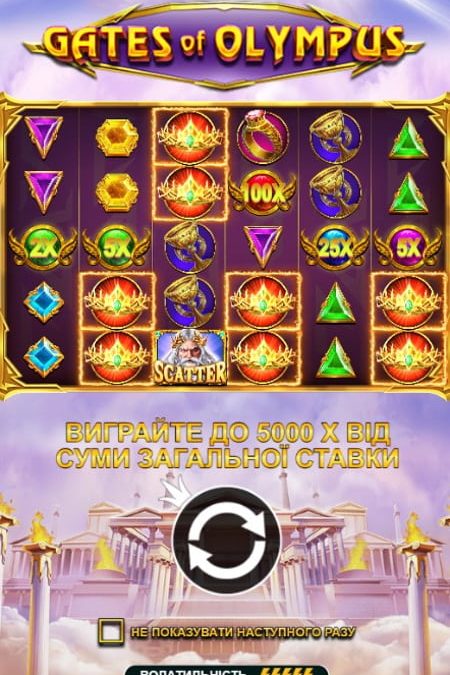 GATES OF OLYMPUS
100X
2X 5X 25X 5X
SCATTER
ВИГРАЙТЕ ДО 5000 X ВІД
СУМИ ЗАГАЛЬНОЇ СТАВКИ
НЕ ПОКАЗУВАТИ НАСТУПНОГО РАЗУ
ВОЛАТИЛЬНІСТЬ